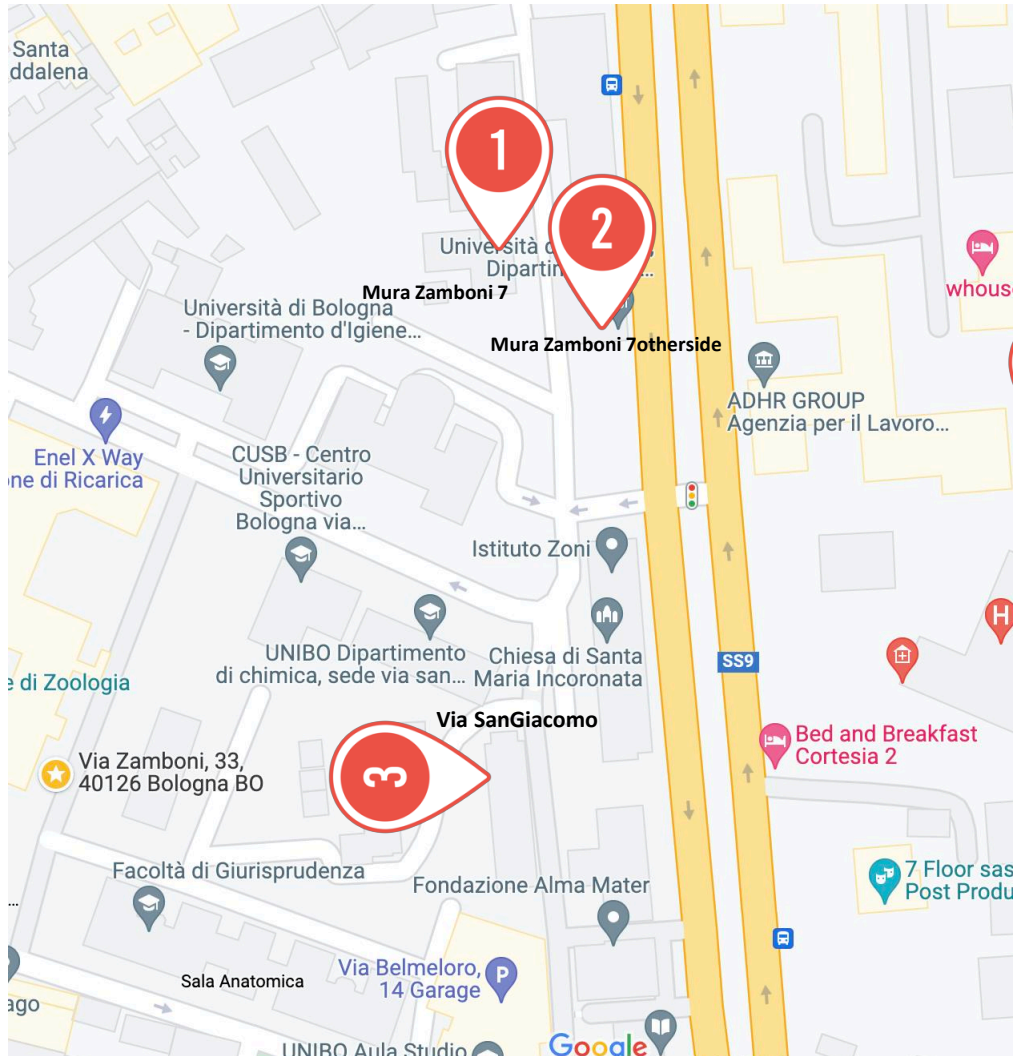 Santa
ddalena
1
2
Università d
Dipartin
...
Mura Zamboni 7
whous
Università di Bologna
- Dipartimento d'Igiene...
Mura Zamboni 7otherside
ADHR GROUP
Agenzia per il Lavoro...
Enel X Way
ne di Ricarica
CUSB - Centro
Universitario
Sportivo
Bologna via...
Istituto Zoni
H
UNIBO Dipartimento
di chimica, sede via san...
Chiesa di Santa
Maria Incoronata
SS9
e di Zoologia
Via SanGiacomo
3
Bed and Breakfast
Cortesia 2
Via Zamboni, 33,
40126 Bologna BO
Facoltà di Giurisprudenza
Fondazione Alma Mater
7 Floor sas
Post Produ
...
Sala Anatomica
Via Belmeloro,
14 Garage
P
ago
UNIBO Aula Studio
Google